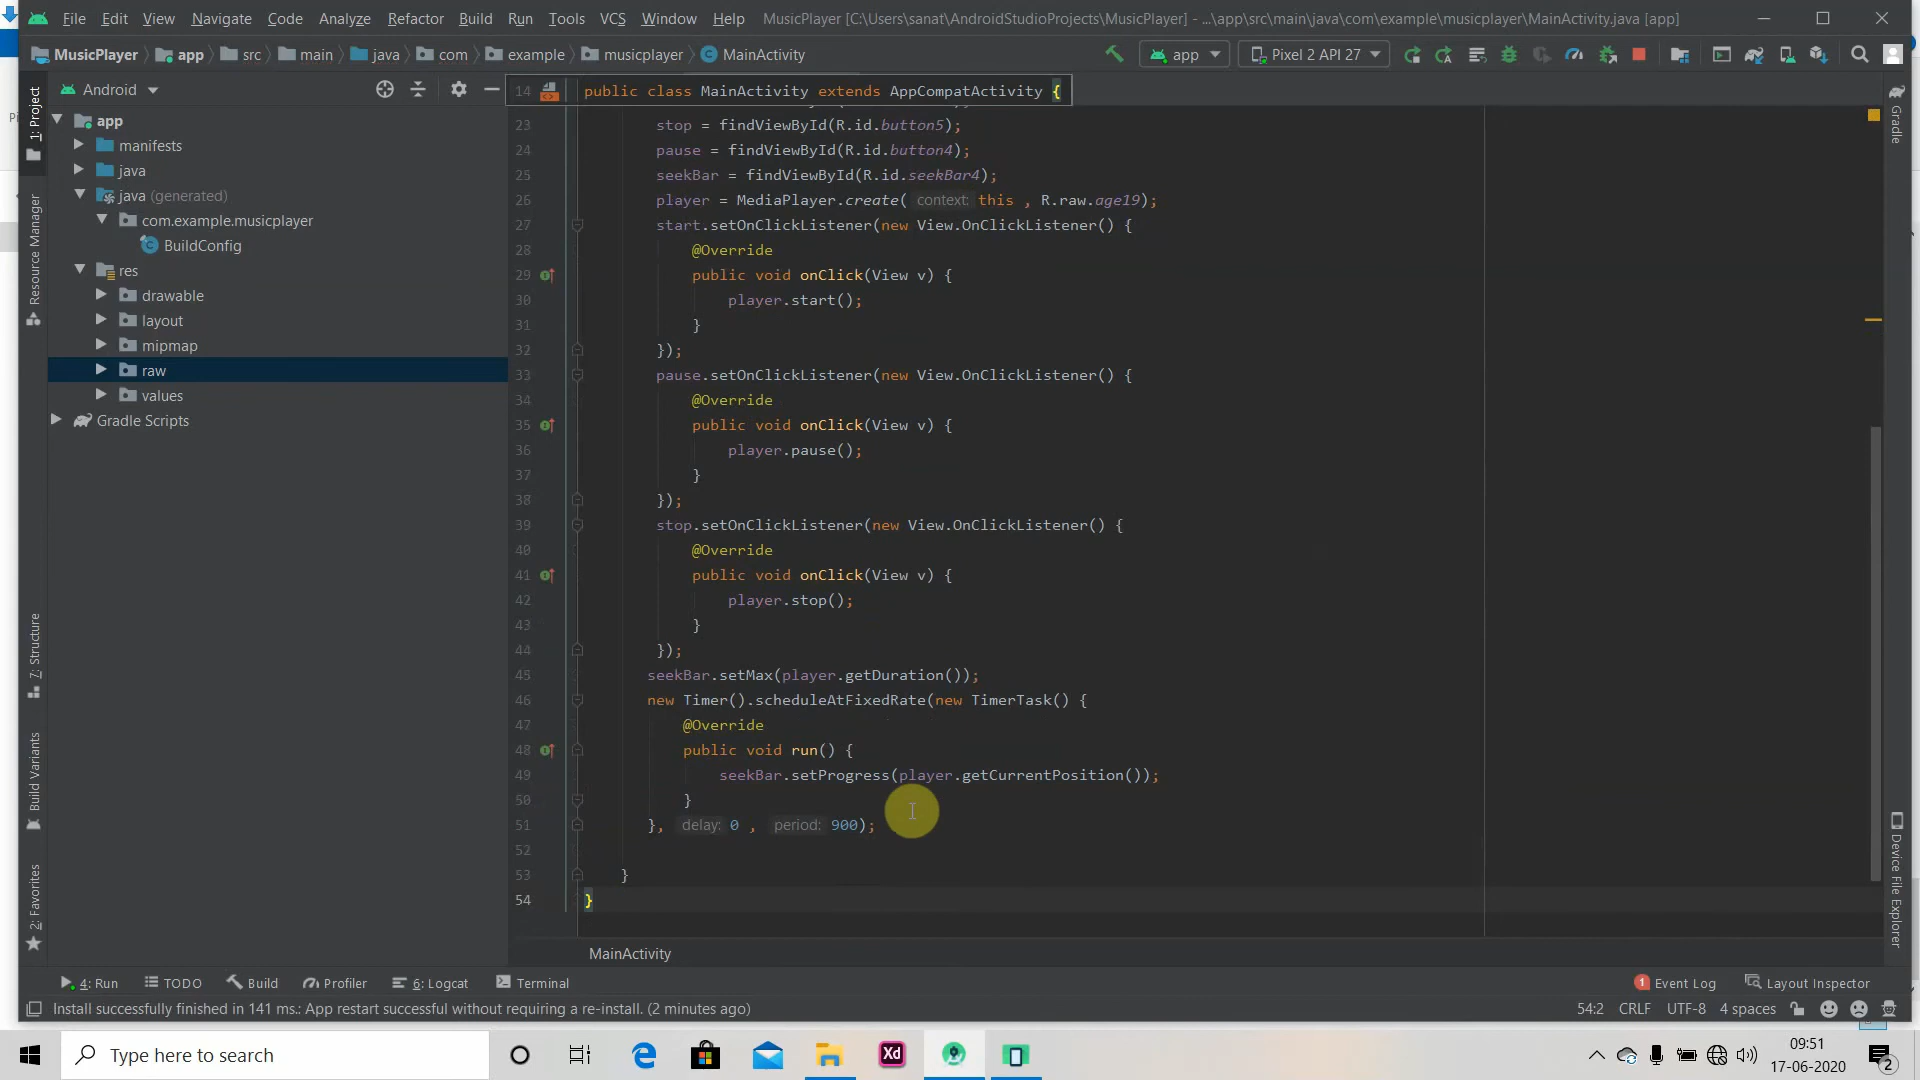 File Edit View Navigate Code Analyze Refactor Build Run Tools VCS Window Help MusicPlayer [C:\Users\sanat\AndroidStudioProjects\MusicPlayer] - ...\app\src\main\java\com\example\musicplayer\MainActivity.java [app]
MusicPlayer app src main java com example musicplayer MainActivity app Pixel 2 API 27
Android
1: Project
Resource Manager
7: Structure
Build Variants
2: Favorites
app
manifests
java
java (generated)
com.example.musicplayer
BuildConfig
res
drawable
layout
mipmap
raw
values
Gradle Scripts
14 public class MainActivity extends AppCompatActivity {
23 stop = findViewById(R.id.button5);
24 pause = findViewById(R.id.button4);
25 seekBar = findViewById(R.id.seekBar4);
26 player = MediaPlayer.create( context: this , R.raw.age19);
27 start.setOnClickListener(new View.OnClickListener() {
28 @Override
29 public void onClick(View v) {
30 player.start();
31 }
32 });
33 pause.setOnClickListener(new View.OnClickListener() {
34 @Override
35 public void onClick(View v) {
36 player.pause();
37 }
38 });
39 stop.setOnClickListener(new View.OnClickListener() {
40 @Override
41 public void onClick(View v) {
42 player.stop();
43 }
44 });
45 seekBar.setMax(player.getDuration());
46 new Timer().scheduleAtFixedRate(new TimerTask() {
47 @Override
48 public void run() {
49 seekBar.setProgress(player.getCurrentPosition());
50 }
51 }, delay: 0 , period: 900);
52
53 }
54 }
MainActivity
Gradle
Device File Explorer
4: Run TODO Build Profiler 6: Logcat Terminal 1 Event Log Layout Inspector
Install successfully finished in 141 ms.: App restart successful without requiring a re-install. (2 minutes ago) 54:2 CRLF UTF-8 4 spaces
Type here to search
Xd
09:51
17-06-2020
2